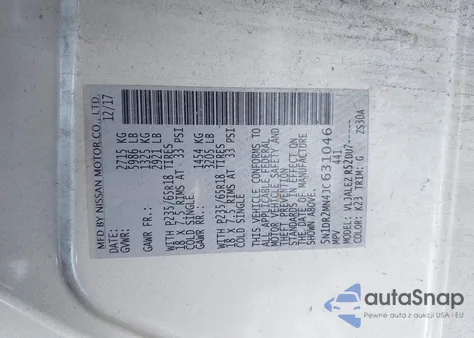 MFD BY NISSAN MOTOR CO.,LTD
DATE: 12/17
GVWR: 2715 KG
5986 LB
GAWR FR.: 1325 KG
2921 LB
WITH P235/65R18 TIRES
18 X 7.5 RIMS AT 33 PSI
COLD SINGLE
GAWR RR.: 1454 KG
3205 LB
WITH P235/65R18 TIRES
18 X 7.5 RIMS AT 33 PSI
COLD SINGLE
THIS VEHICLE CONFORMS TO
ALL APPLICABLE FEDERAL
MOTOR VEHICLE SAFETY AND
THEFT PREVENTION
STANDARDS IN EFFECT ON
THE DATE OF MANUFACTURE
SHOWN ABOVE.
5N1DR2MN4JC631046
MPV 1441
MODEL:
COLOR: K23 TRIM: G
ZS30A
autoSnap
Pewne auta z aukcji USA i EU